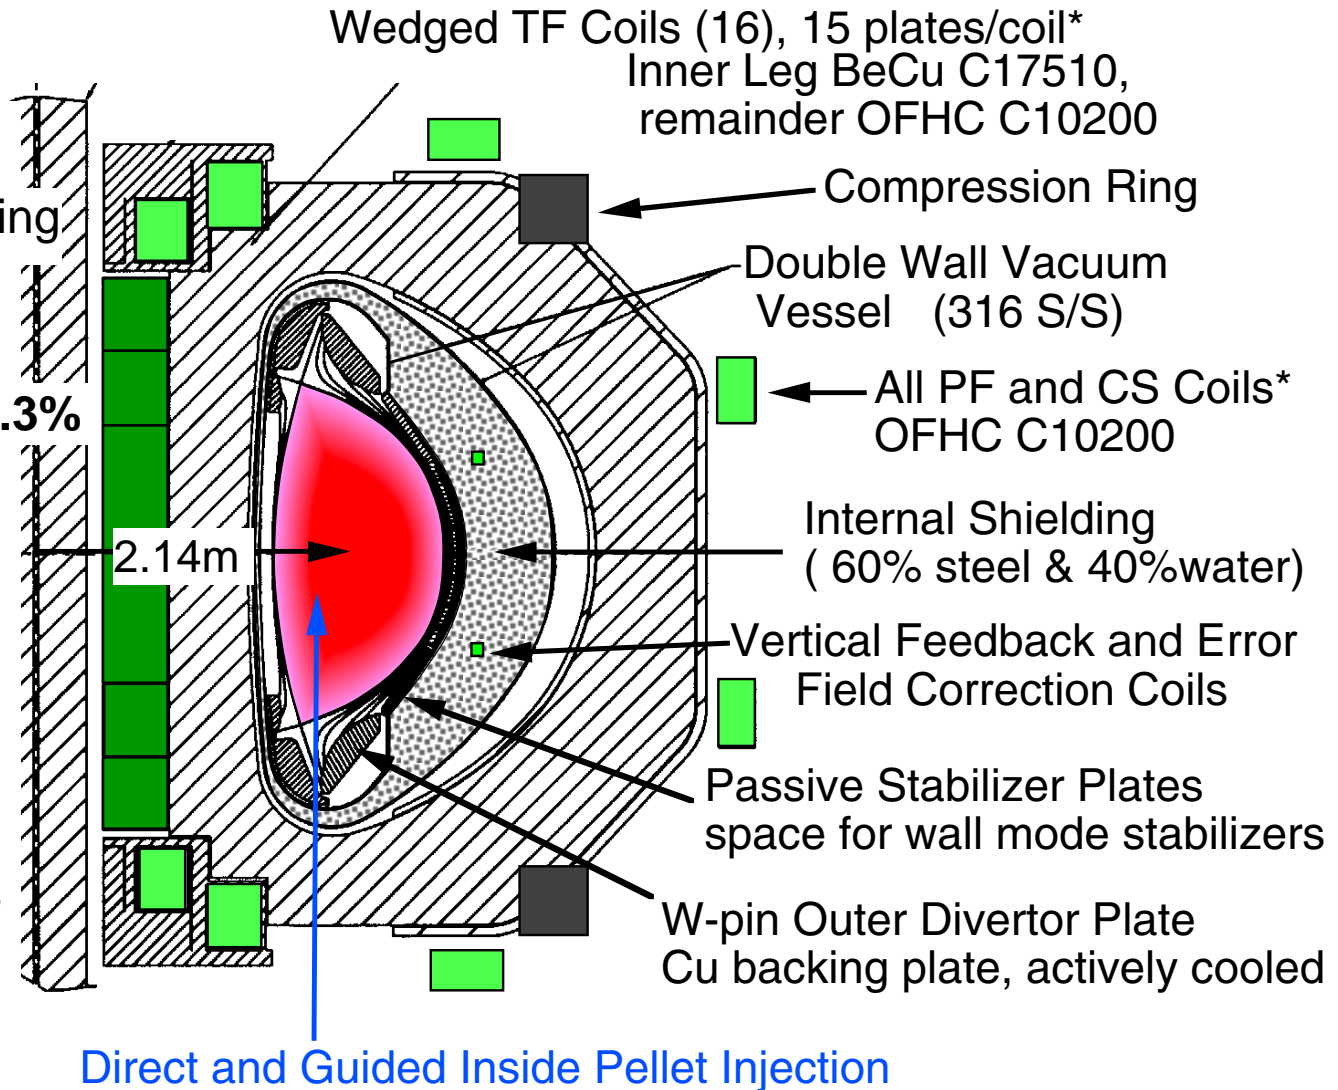 Wedged TF Coils (16), 15 plates/coil*
Inner Leg BeCu C17510,
remainder OFHC C10200
Compression Ring
ing
Double Wall Vacuum
Vessel (316 S/S)
All PF and CS Coils*
OFHC C10200
.3%
Internal Shielding
( 60% steel & 40%water)
2.14m
Vertical Feedback and Error
Field Correction Coils
Passive Stabilizer Plates
space for wall mode stabilizers
W-pin Outer Divertor Plate
Cu backing plate, actively cooled
Direct and Guided Inside Pellet Injection